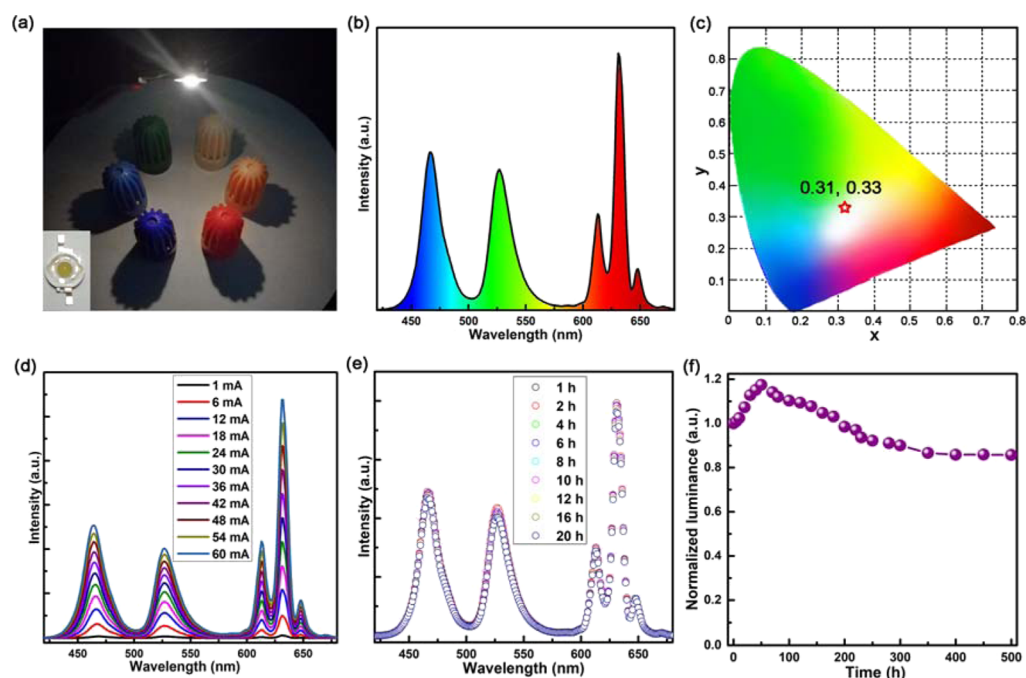 (a)
(b)
Intensity (a.u.)
450
500
550
600
650
Wavelength (nm)
(c)
y
0.8
0.7
0.6
0.5
0.4
0.3
0.2
0.1
0.31, 0.33
0
0.1
0.2
0.3
0.4
0.5
0.6
0.7
0.8
x
(d)
Intensity (a.u.)
1 mA
6 mA
12 mA
18 mA
24 mA
30 mA
36 mA
42 mA
48 mA
54 mA
60 mA
450
500
550
600
650
Wavelength (nm)
(e)
Intensity (a.u.)
1 h
2 h
4 h
6 h
8 h
10 h
12 h
16 h
20 h
450
500
550
600
650
Wavelength (nm)
(f)
Normalized luminance (a.u.)
1.2
1.0
0.8
0.6
0.4
0.2
0.0
0
100
200
300
400
500
Time (h)